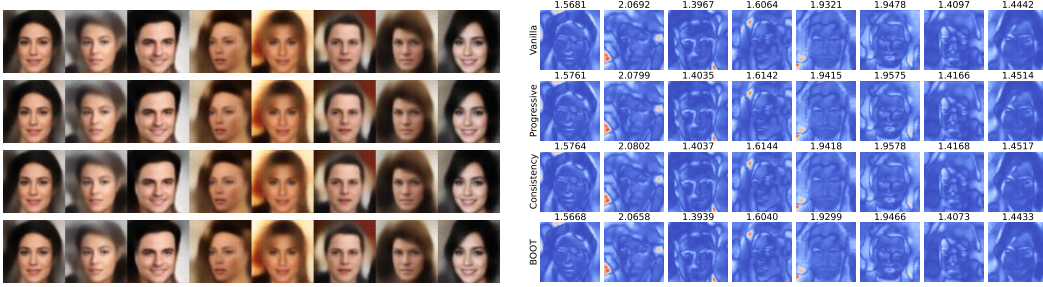 1.5681 2.0692 1.3967 1.6064 1.9321 1.9478 1.4097 1.4442
Vanilla
1.5761 2.0799 1.4035 1.6142 1.9415 1.9575 1.4166 1.4514
Progressive
1.5764 2.0802 1.4037 1.6144 1.9418 1.9578 1.4168 1.4517
Consistency
1.5668 2.0658 1.3939 1.6040 1.9299 1.9466 1.4073 1.4433
BOOT